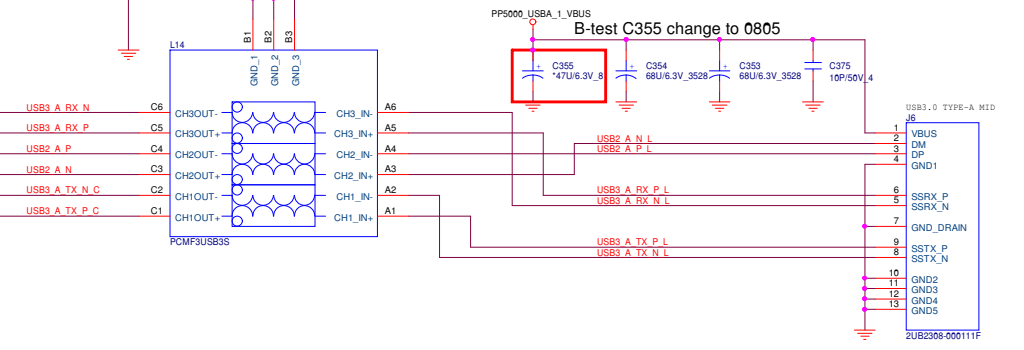 PP5000_USBA_1_VBUS
B-test C355 change to 0805
L14
B1
B2
B3
GND_1
GND_2
GND_3
C355
*47U/6.3V_8
C354
68U/6.3V_3528
C353
68U/6.3V_3528
C375
10P/50V_4
USB3_A_RX_N
C6
CH3OUT-
CH3_IN-
A6
USB3_A_RX_P
C5
CH3OUT+
CH3_IN+
A5
USB2_A_P
C4
CH2OUT-
CH2_IN-
A4
USB2_A_N
C3
CH2OUT+
CH2_IN+
A3
USB3_A_TX_N_C
C2
CH1OUT-
CH1_IN-
A2
USB3_A_TX_P_C
C1
CH1OUT+
CH1_IN+
A1
PCMF3USB3S
USB2_A_N_L
USB2_A_P_L
USB3_A_RX_P_L
USB3_A_RX_N_L
USB3_A_TX_P_L
USB3_A_TX_N_L
USB3.0 TYPE-A MID
J6
1 VBUS
2 DM
3 DP
4 GND1
6 SSRX_P
5 SSRX_N
7 GND_DRAIN
9 SSTX_P
8 SSTX_N
10 GND2
11 GND3
12 GND4
13 GND5
2UB2308-000111F